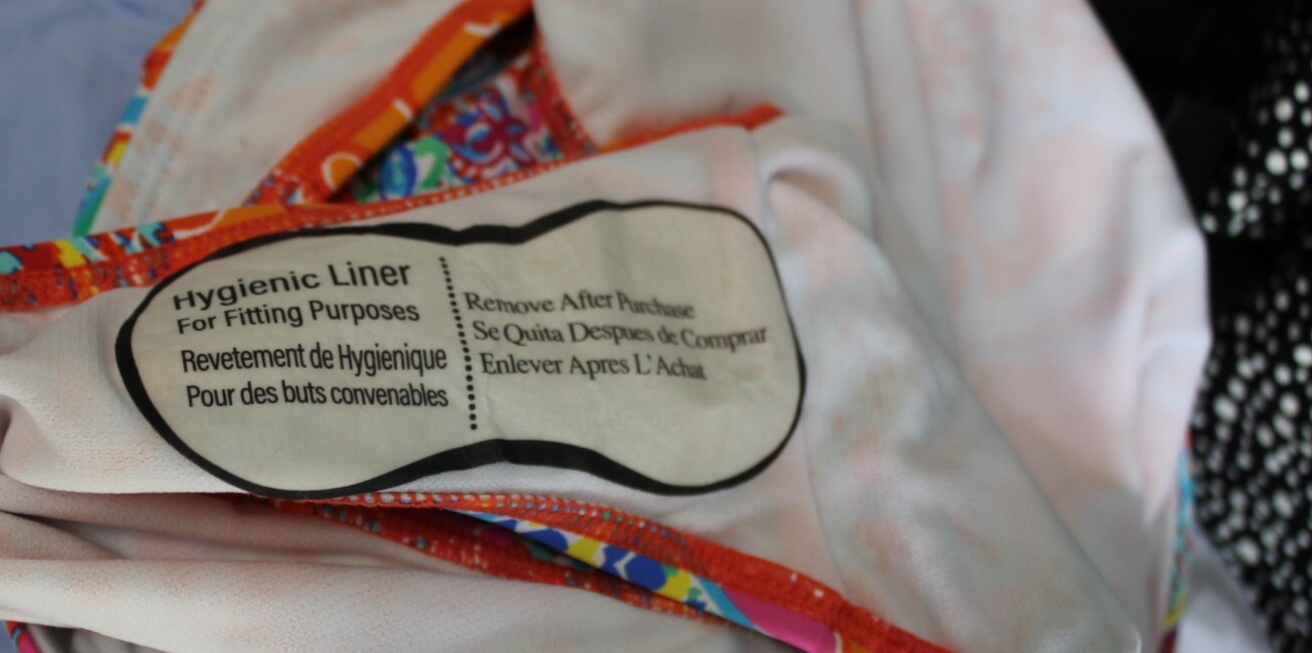 Hygienic Liner
For Fitting Purposes
Revetement de Hygienique
Pour des buts convenables
Remove After Purchase
Se Quita Despues de Comprar
Enlever Apres L'Achat